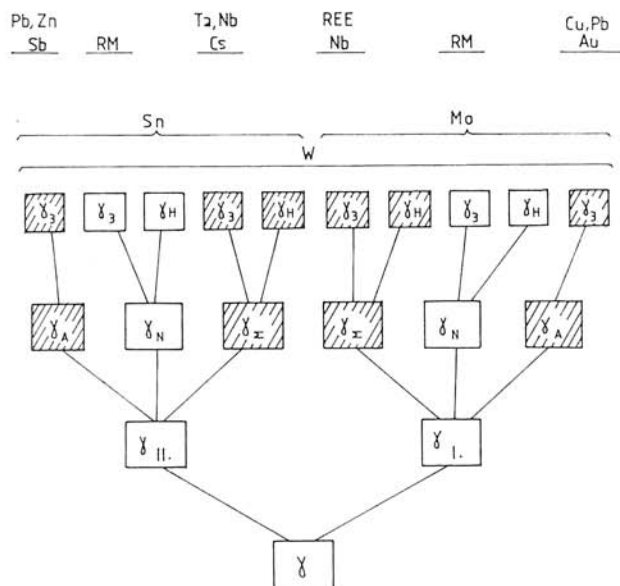 Pb, Zn Ta, Nb REE Cu, Pb
Sb RM Cs Nb RM Au
Sn Mo
W
γ₃ γ₃ γH γ₃ γH γ₃ γH γ₃ γH γ₃
γA γN γΣ γΣ γN γA
γII. γI.
γ